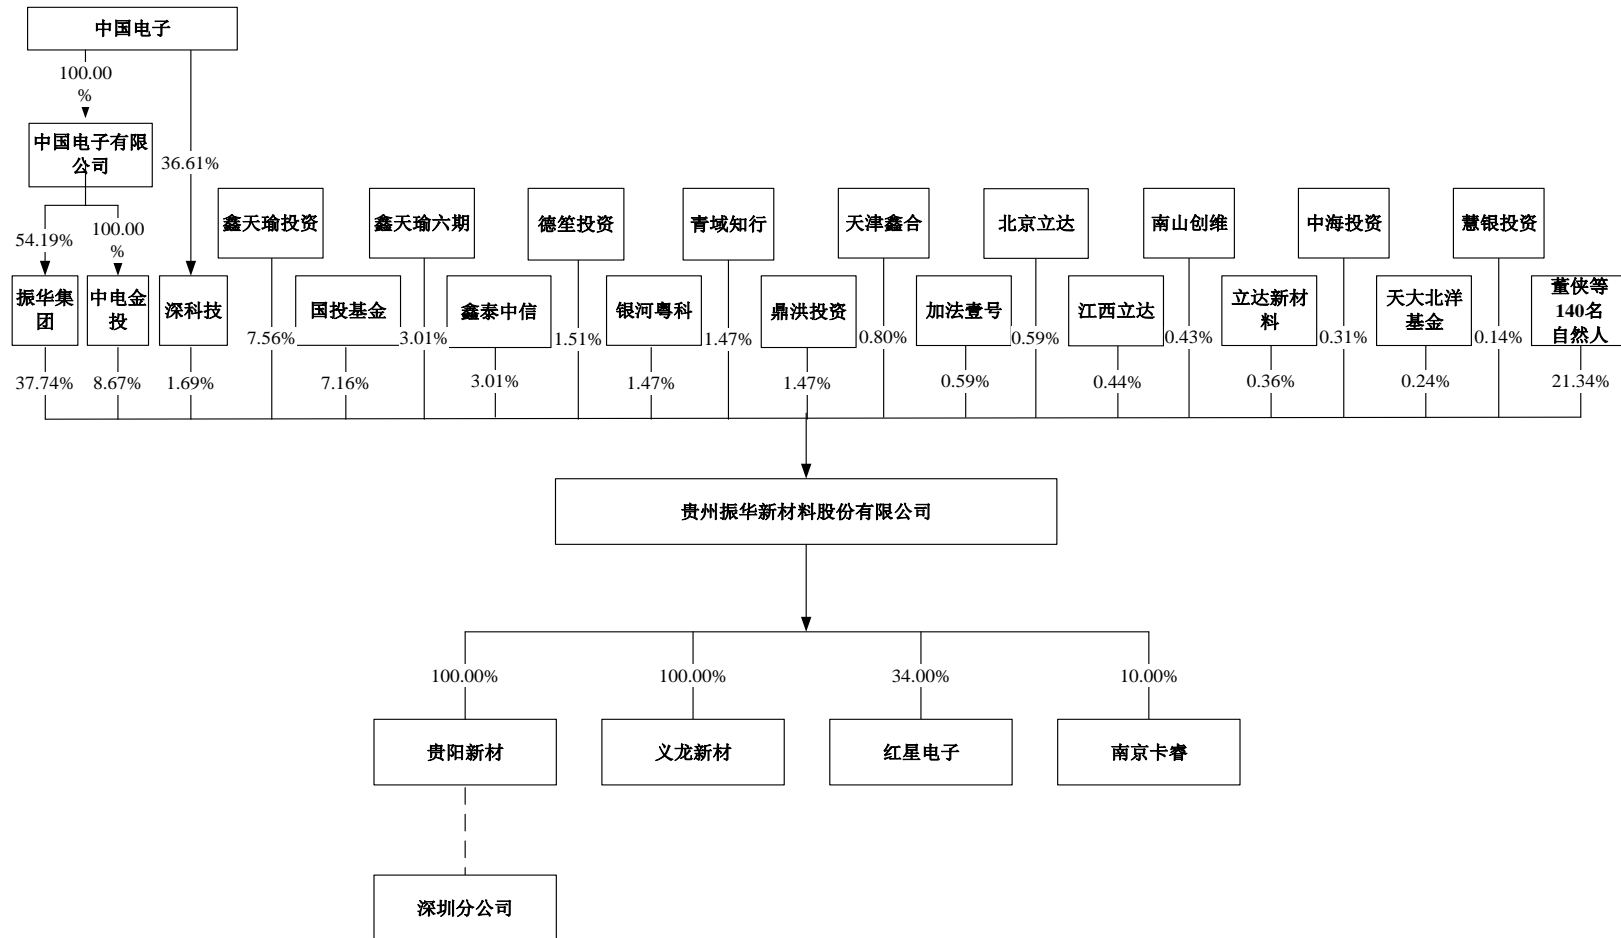 中国电子
100.00
%
中国电子有限
公司
36.61%
54.19%
100.00
%
鑫天瑜投资
鑫天瑜六期
德笙投资
青域知行
天津鑫合
北京立达
南山创维
中海投资
慧银投资
振华集
团
中电金
投
深科技
国投基金
鑫泰中信
银河粤科
鼎洪投资
加法壹号
江西立达
立达新材
料
天大北洋
基金
董侠等
140名
自然人
7.56%
3.01%
1.51%
1.47%
0.80%
0.59%
0.43%
0.31%
0.14%
37.74%
8.67%
1.69%
7.16%
3.01%
1.47%
1.47%
0.59%
0.44%
0.36%
0.24%
21.34%
贵州振华新材料股份有限公司
100.00%
100.00%
34.00%
10.00%
贵阳新材
义龙新材
红星电子
南京卡睿
深圳分公司